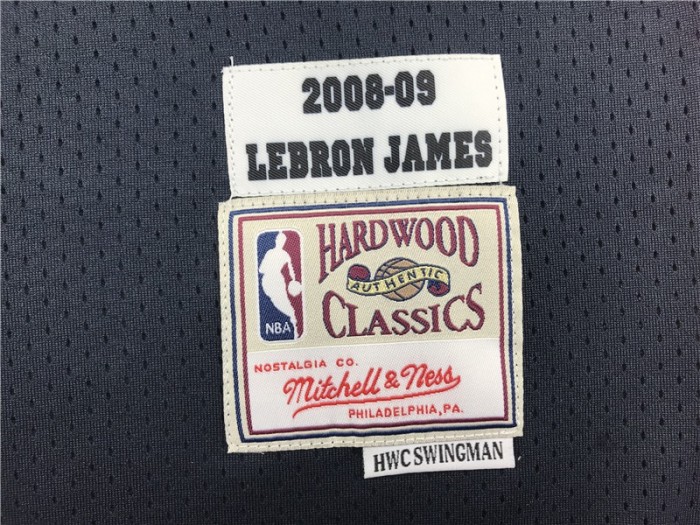 2008-09
LEBRON JAMES
HARDWOOD
AUTHENTIC
CLASSICS
NBA
NOSTALGIA CO.
Mitchell & Ness
PHILADELPHIA, PA.
HWC SWINGMAN